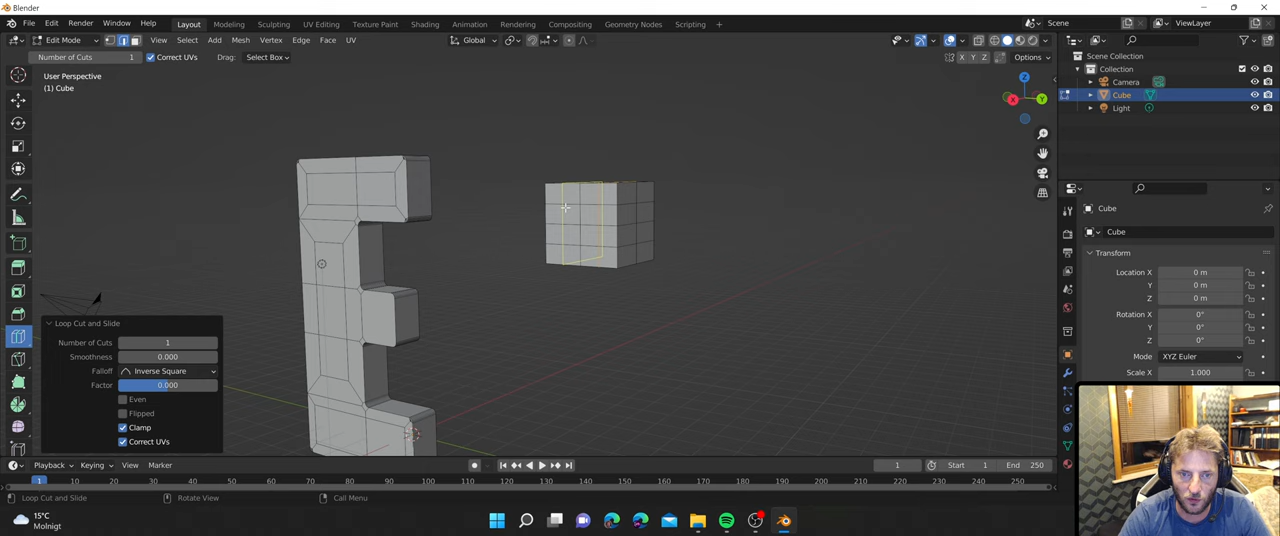 Blender
File Edit Render Window Help Layout Modeling Sculpting UV Editing Texture Paint Shading Animation Rendering Compositing Geometry Nodes Scripting + Scene ViewLayer
Edit Mode View Select Add Mesh Vertex Edge Face UV Global
Number of Cuts 1 Correct UVs Drag: Select Box X Y Z Options
User Perspective
(1) Cube
Z
X Y
Scene Collection
Collection
Camera
Cube
Light
Cube
Cube
Transform
Location X 0 m
Y 0 m
Z 0 m
Rotation X 0°
Y 0°
Z 0°
Mode XYZ Euler
Scale X 1.000
Loop Cut and Slide
Number of Cuts 1
Smoothness 0.000
Falloff Inverse Square
Factor 0.000
Even
Flipped
Clamp
Correct UVs
Playback Keying View Marker 1 Start 1 End 250
1 10 20 30 40 50 60 70 80 90 100 110 120 130 140 150 160 170 180 190 200 210 220 230 240 250
Loop Cut and Slide Rotate View Call Menu
15°C
Molnigt